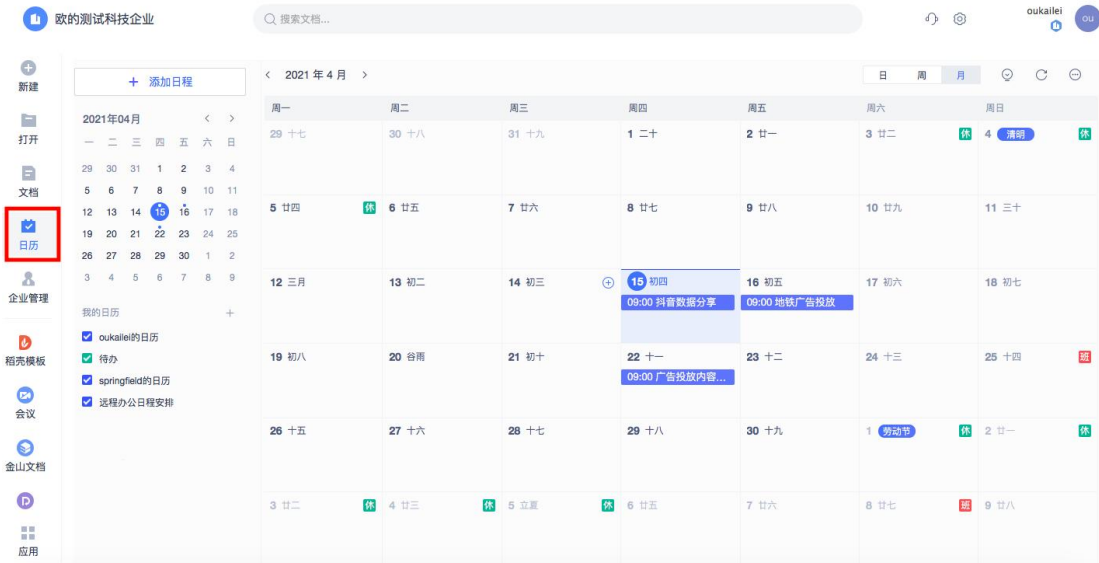 欧的测试科技企业
搜索文档...
oukailei
ou
新建
打开
文档
日历
企业管理
稻壳模板
会议
金山文档
应用
+ 添加日程
2021年04月 < >
一 二 三 四 五 六 日
29 30 31 1 2 3 4
5 6 7 8 9 10 11
12 13 14 15 16 17 18
19 20 21 22 23 24 25
26 27 28 29 30 1 2
3 4 5 6 7 8 9
我的日历 +
oukailei的日历
待办
springfield的日历
远程办公日程安排
< 2021 年 4 月 >
日 周 月
周一 周二 周三 周四 周五 周六 周日
29 十七 30 十八 31 十九 1 二十 2 廿一 3 廿二 休 4 清明 休
5 廿四 休 6 廿五 7 廿六 8 廿七 9 廿八 10 廿九 11 三十
12 三月 13 初二 14 初三 15 初四 16 初五 17 初六 18 初七
09:00 抖音数据分享 09:00 地铁广告投放
19 初八 20 谷雨 21 初十 22 十一 23 十二 24 十三 25 十四 班
09:00 广告投放内容...
26 十五 27 十六 28 十七 29 十八 30 十九 1 劳动节 休 2 廿一 休
3 廿二 休 4 廿三 休 5 立夏 休 6 廿五 7 廿六 8 廿七 班 9 廿八